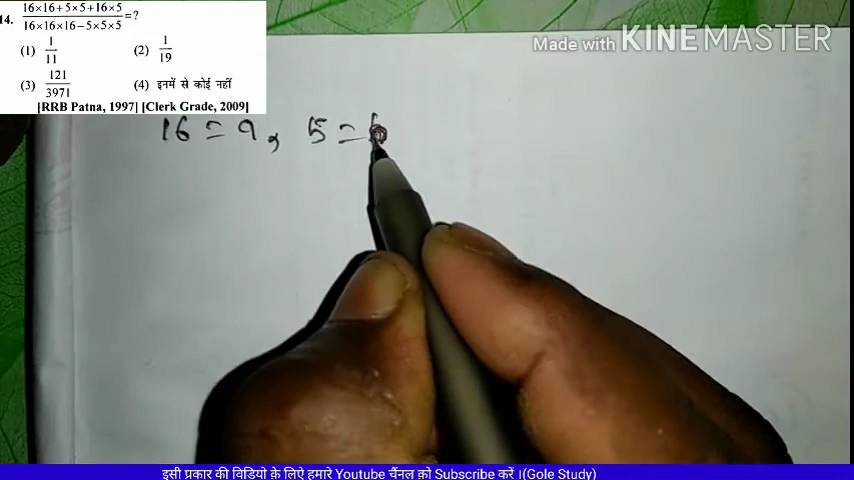 14. 16×16+5×5+16×5 / 16×16×16−5×5×5 =?
(1) 1/11 (2) 1/19
(3) 121/3971 (4) इनमें से कोई नहीं
[RRB Patna, 1997] [Clerk Grade, 2009]
Made with KINEMASTER
16 = a, 5 = b
इसी प्रकार की विडियो के लिऐ हमारे Youtube चैंनल क़ो Subscribe करें ।(Gole Study)